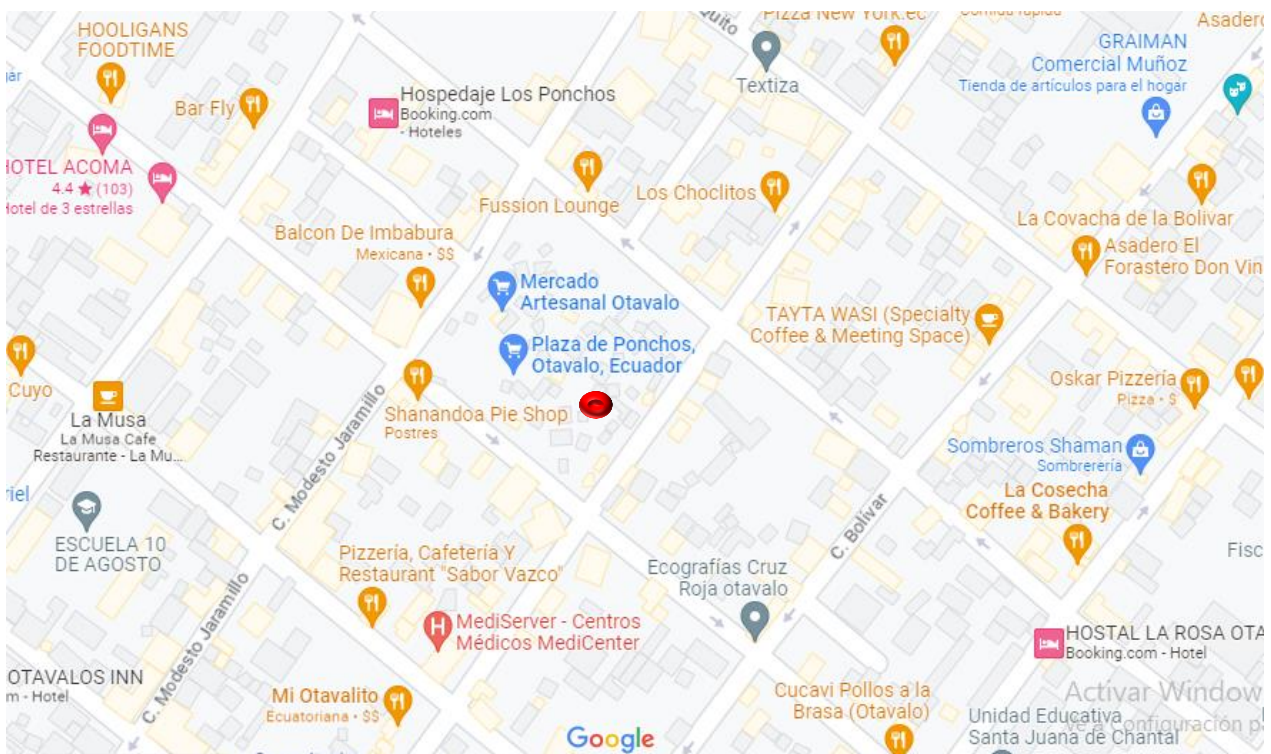 HOOLIGANS
FOODTIME
Bar Fly
Hospedaje Los Ponchos
Booking.com
- Hoteles
Pizza New York.ec
Textiza
Asadero
GRAIMAN
Comercial Muñoz
Tienda de artículos para el hogar
HOTEL ACOMA
4.4 ★ (103)
Hotel de 3 estrellas
Fussion Lounge
Los Choclitos
La Covacha de la Bolivar
Asadero El
Forastero Don Vin
Balcon De Imbabura
Mexicana • $$
Mercado
Artesanal Otavalo
Plaza de Ponchos,
Otavalo, Ecuador
TAYTA WASI (Specialty
Coffee & Meeting Space)
Oskar Pizzería
Pizza • $
Cuyo
La Musa
La Musa Cafe
Restaurante - La Mu...
Shanandoa Pie Shop
Postres
C. Modesto Jaramillo
Sombreros Shaman
Sombrerería
La Cosecha
Coffee & Bakery
C. Bolívar
riel
ESCUELA 10
DE AGOSTO
Pizzería, Cafetería Y
Restaurant "Sabor Vazco"
Ecografías Cruz
Roja otavalo
Fisc
C. Modesto Jaramillo
MediServer - Centros
Médicos MediCenter
HOSTAL LA ROSA OTA
Booking.com - Hotel
OTAVALOS INN
m - Hotel
Mi Otavalito
Ecuatoriana • $$
Cucavi Pollos a la
Brasa (Otavalo)
Activar Window
Unidad Educativa
Santa Juana de Chantal
Google